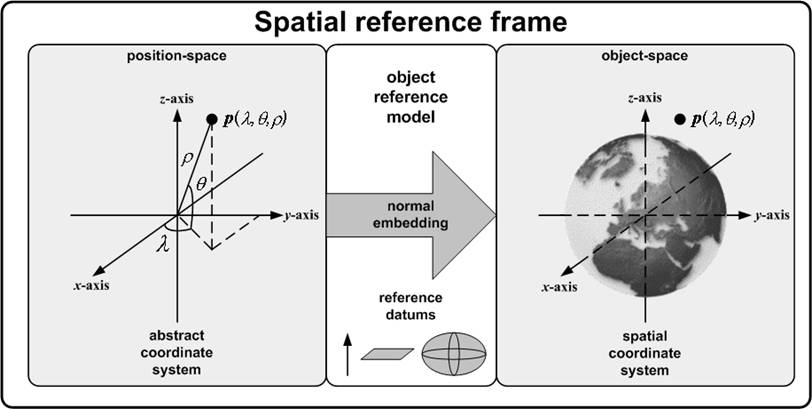 Spatial reference frame
position-space
z-axis
p(λ, θ, ρ)
ρ
θ
y-axis
λ
x-axis
abstract
coordinate
system
object
reference
model
normal
embedding
reference
datums
object-space
z-axis
p(λ, θ, ρ)
y-axis
x-axis
spatial
coordinate
system